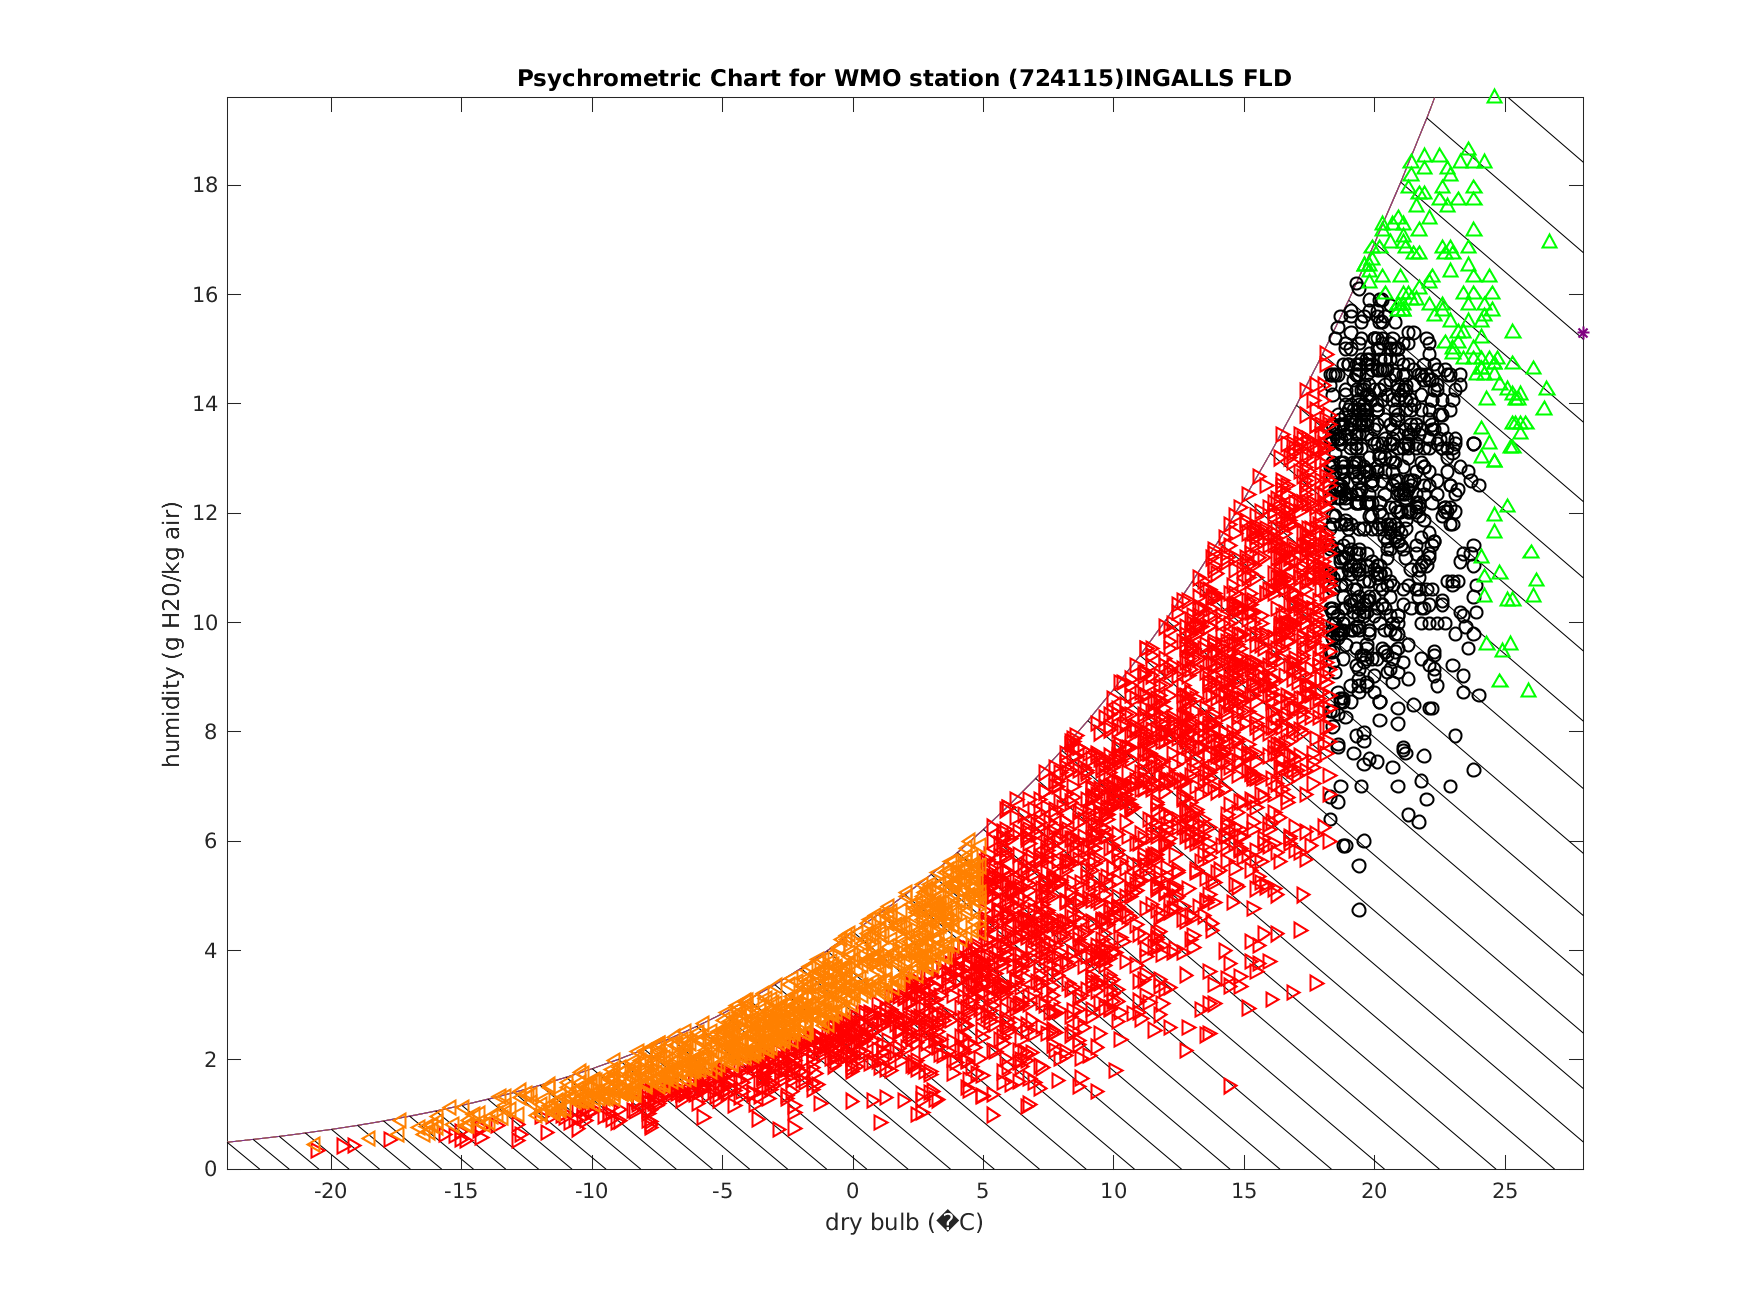 Psychrometric Chart for WMO station (724115)INGALLS FLD
humidity (g H20/kg air)
18
16
14
12
10
8
6
4
2
0
-20 -15 -10 -5 0 5 10 15 20 25
dry bulb (�C)